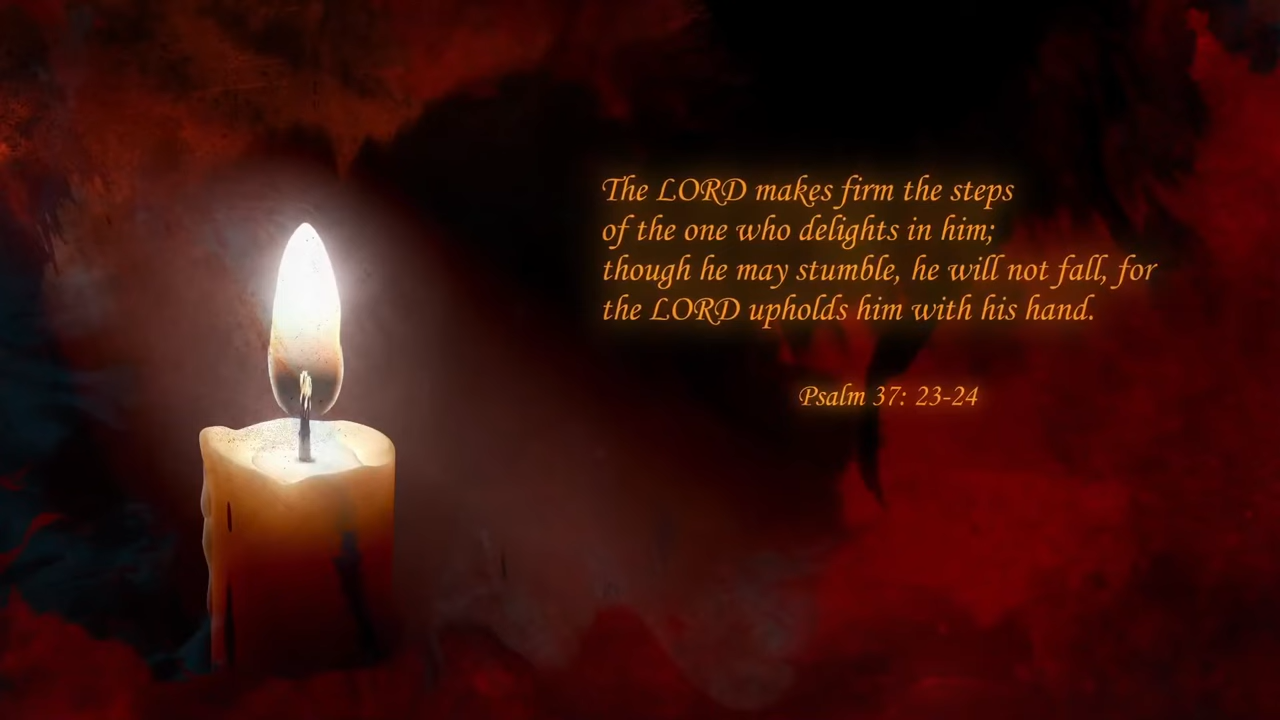 The LORD makes firm the steps
of the one who delights in him;
though he may stumble, he will not fall, for
the LORD upholds him with his hand.
Psalm 37: 23-24